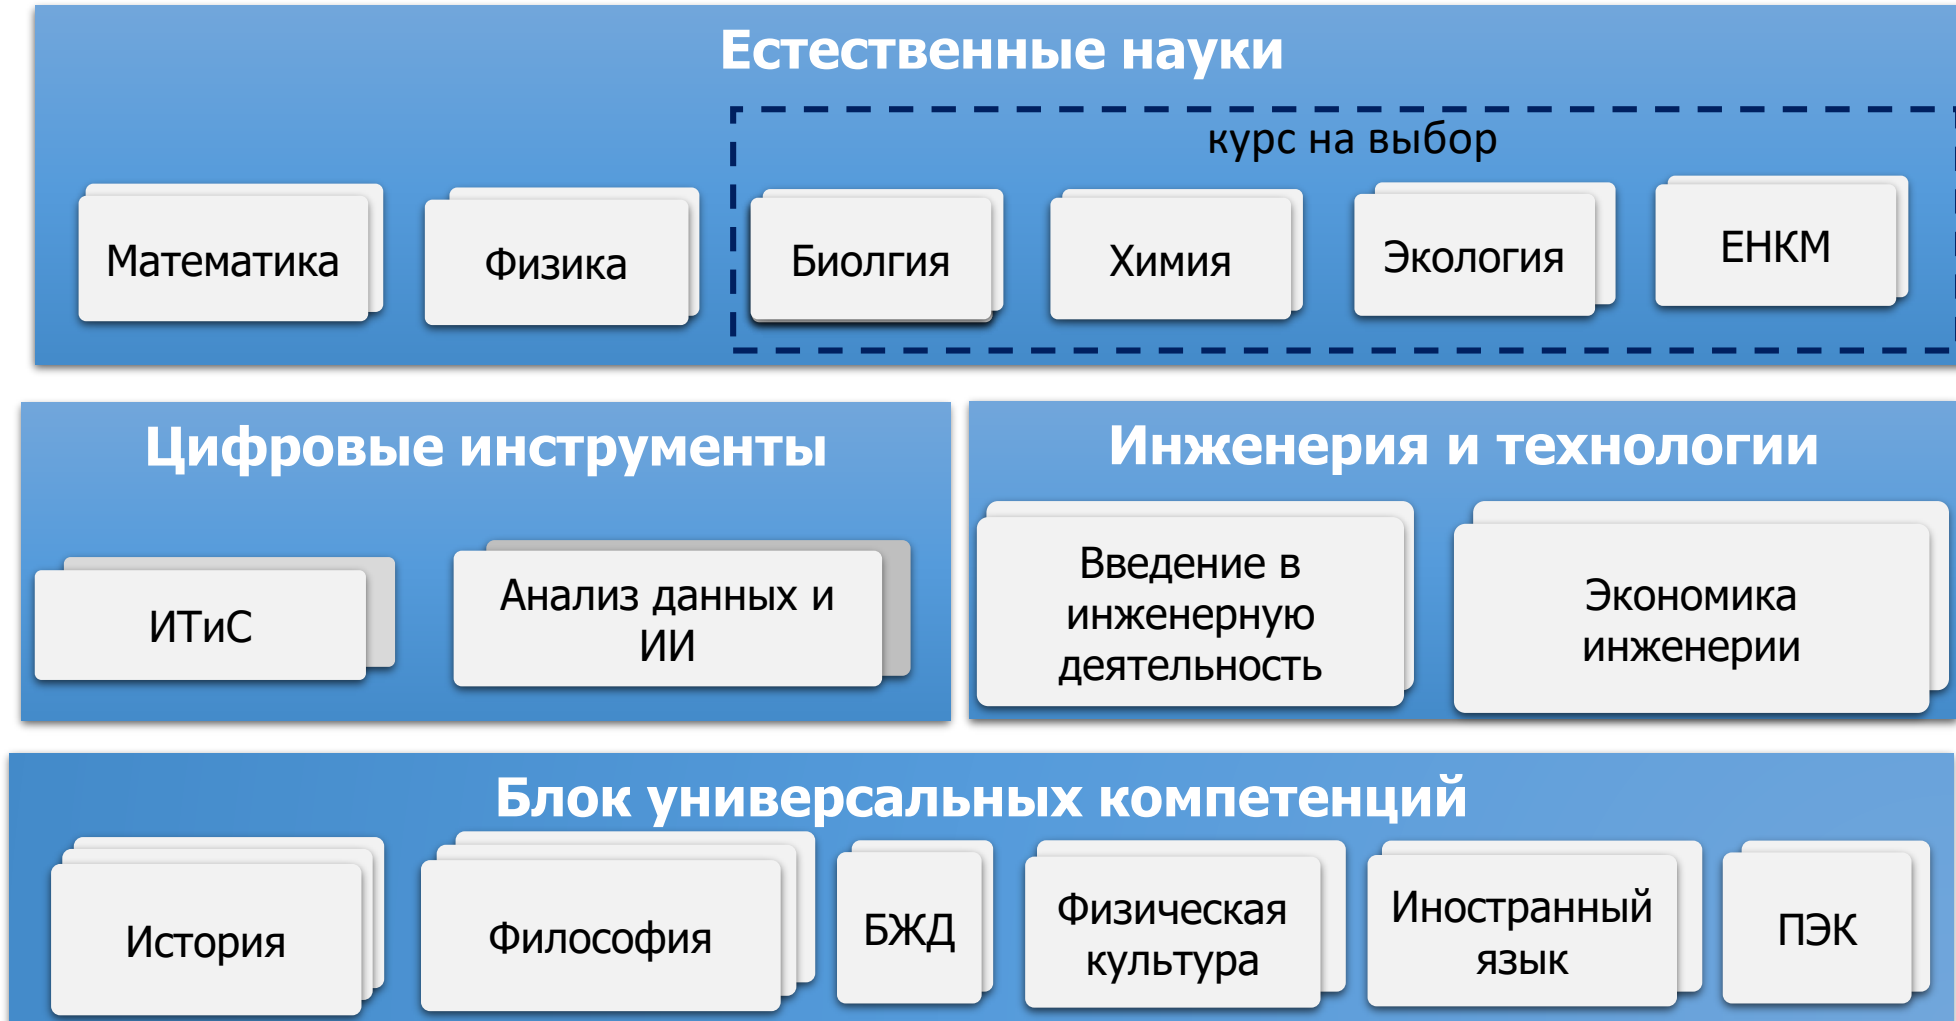 Естественные науки
курс на выбор
Математика
Физика
Биолгия
Химия
Экология
ЕНКМ
Цифровые инструменты
ИТиС
Анализ данных и
ИИ
Инженерия и технологии
Введение в
инженерную
деятельность
Экономика
инженерии
Блок универсальных компетенций
История
Философия
БЖД
Физическая
культура
Иностранный
язык
ПЭК